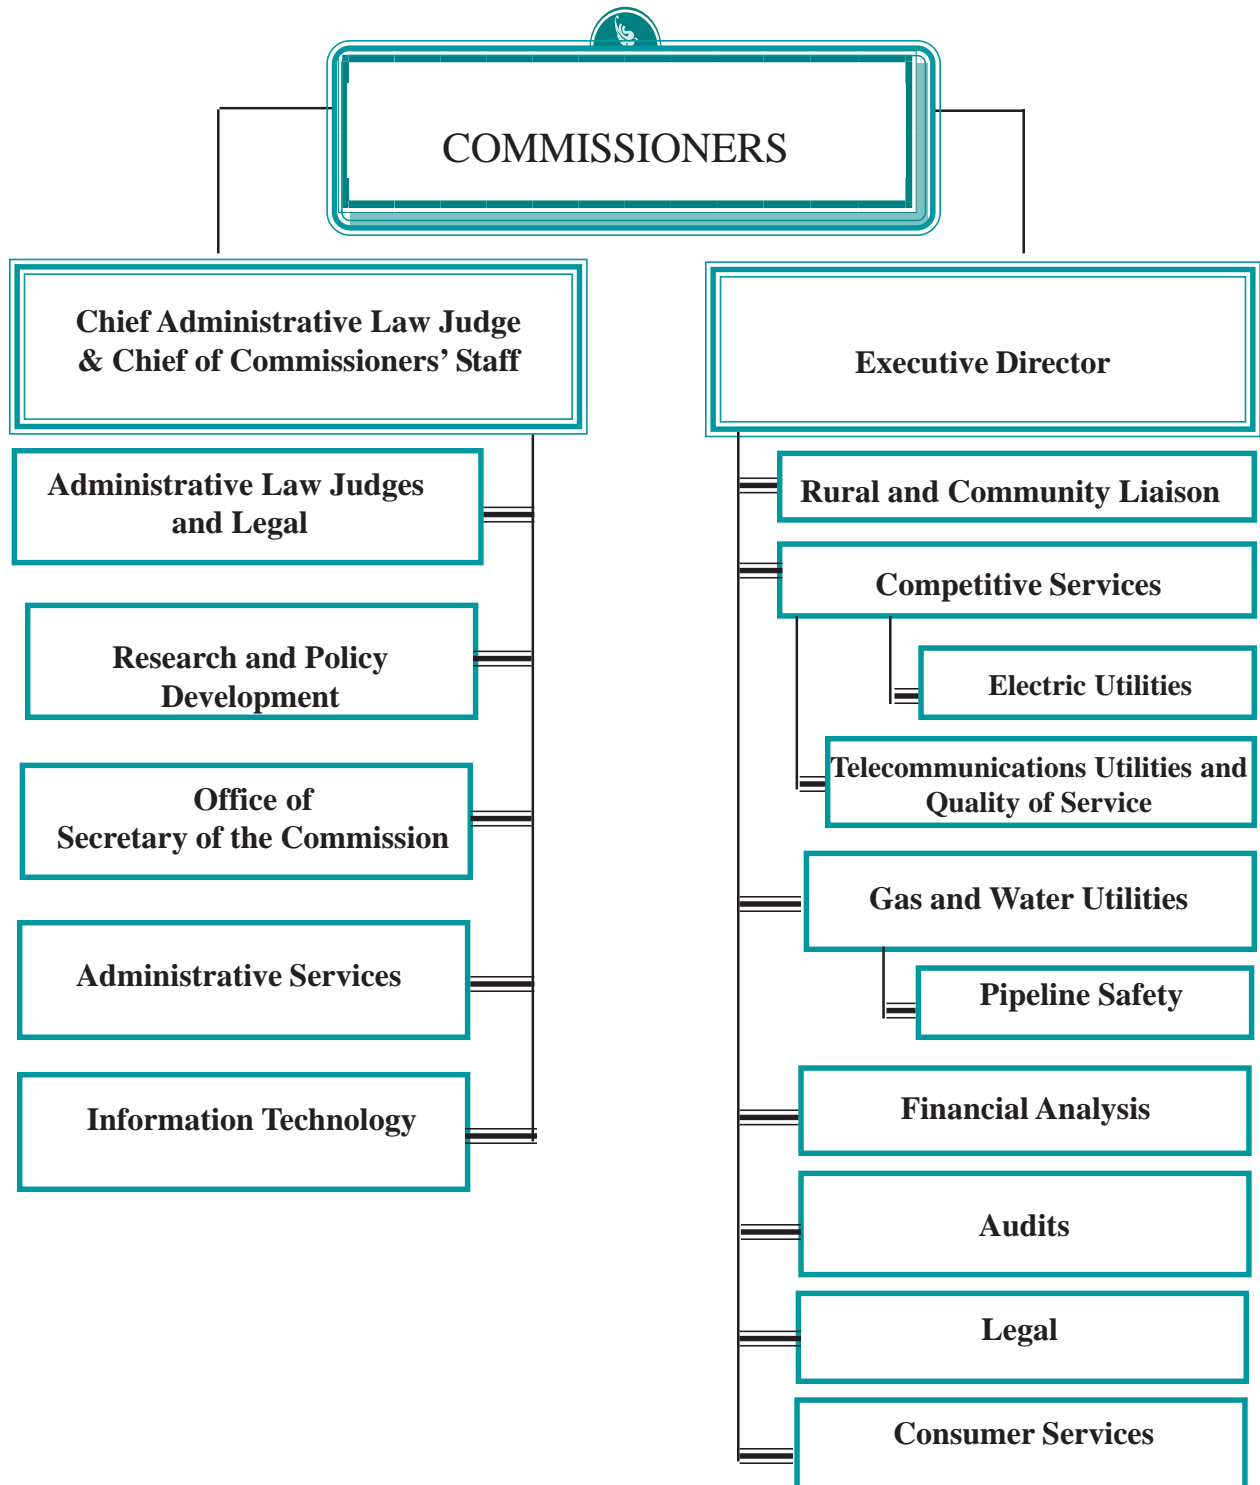 COMMISSIONERS
Chief Administrative Law Judge
& Chief of Commissioners’ Staff
Administrative Law Judges
and Legal
Research and Policy
Development
Office of
Secretary of the Commission
Administrative Services
Information Technology
Executive Director
Rural and Community Liaison
Competitive Services
Electric Utilities
Telecommunications Utilities and
Quality of Service
Gas and Water Utilities
Pipeline Safety
Financial Analysis
Audits
Legal
Consumer Services